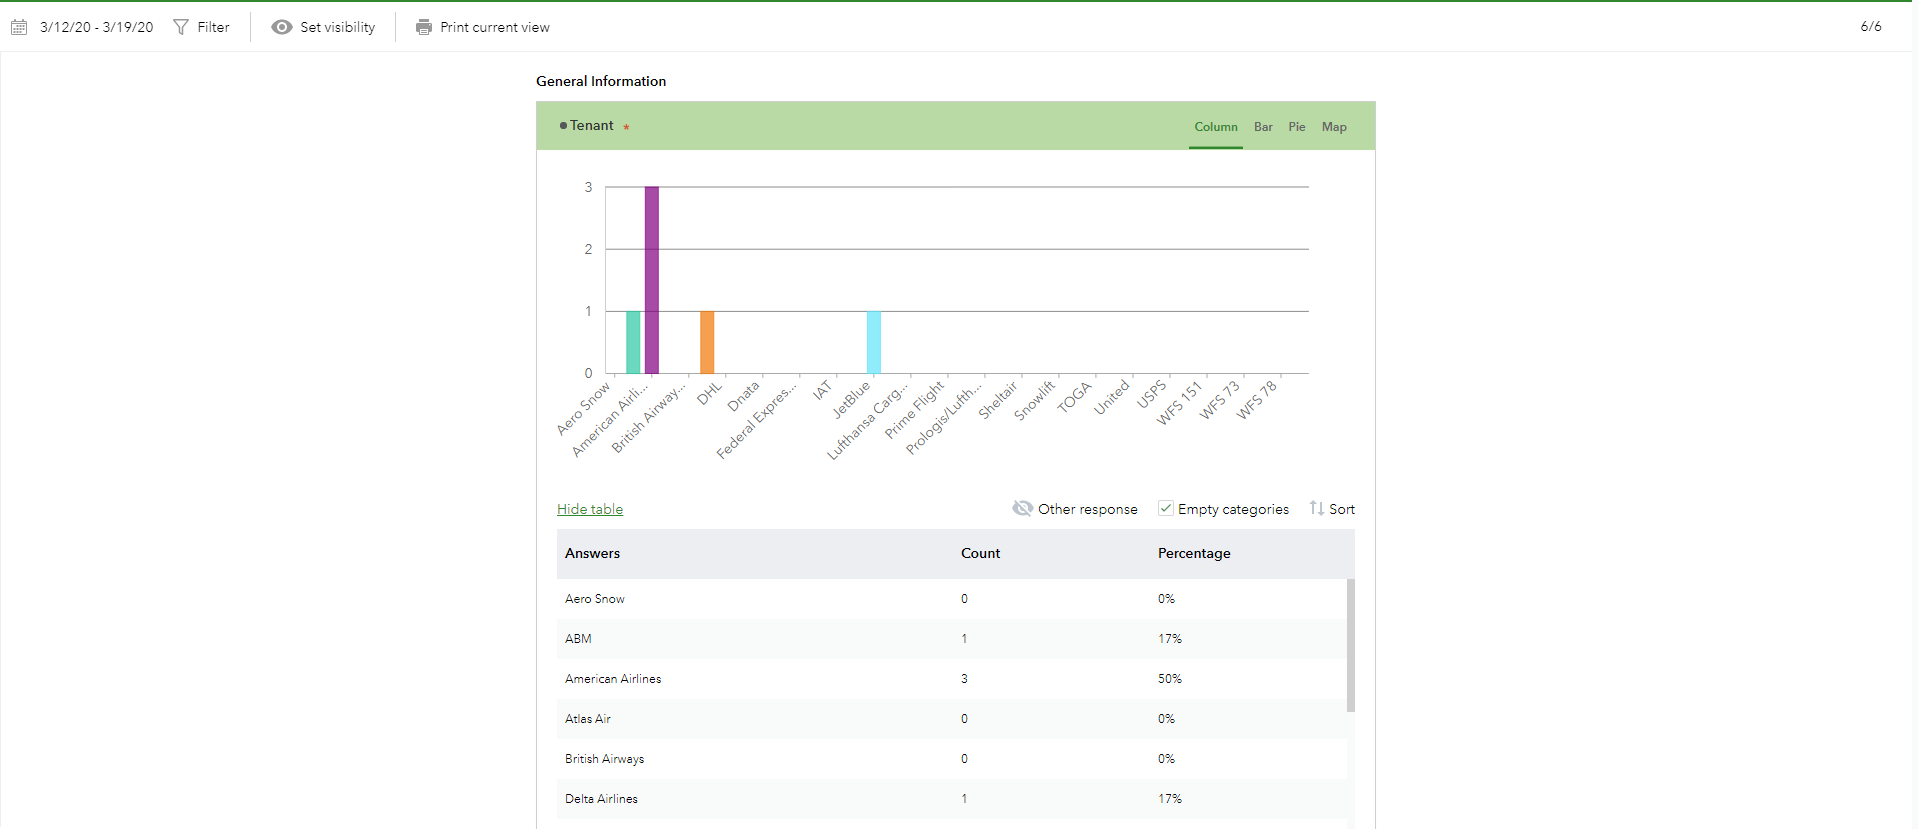 3/12/20 - 3/19/20 Filter Set visibility Print current view 6/6
General Information
Tenant * Column Bar Pie Map
3
2
1
0
Aero Snow
American Airli...
British Airway...
DHL
Dnata
Federal Expres...
IAT
JetBlue
Lufthansa Carg...
Prime Flight
Prologis/Lufth...
Sheltair
Snowlift
TOGA
United
USPS
WFS 151
WFS 73
WFS 78
Hide table Other response Empty categories Sort
Answers Count Percentage
Aero Snow 0 0%
ABM 1 17%
American Airlines 3 50%
Atlas Air 0 0%
British Airways 0 0%
Delta Airlines 1 17%